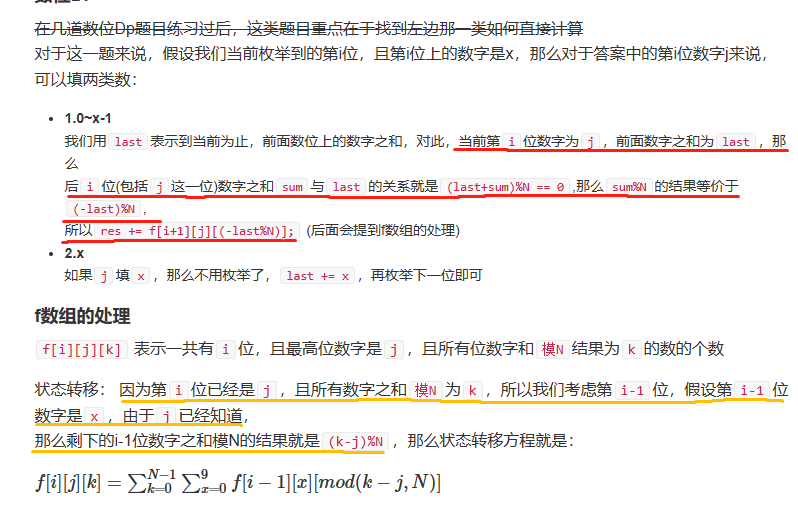 在几道数位Dp题目练习过后，这类题目重点在于找到左边那一类如何直接计算
对于这一题来说，假设我们当前枚举到的第i位，且第i位上的数字是x，那么对于答案中的第i位数字j来说，
可以填两类数：
1.0~x-1
我们用 last 表示到当前为止，前面数位上的数字之和，对此，当前第 i 位数字为 j ，前面数字之和为 last ，那
么
后 i 位(包括 j 这一位)数字之和 sum 与 last 的关系就是 (last+sum)%N == 0 ,那么 sum%N 的结果等价于
(-last)%N ，
所以 res += f[i+1][j][(-last%N)]; (后面会提到f数组的处理)
2.x
如果 j 填 x ，那么不用枚举了， last += x ，再枚举下一位即可
f数组的处理
f[i][j][k] 表示一共有 i 位，且最高位数字是 j ，且所有位数字和 模N 结果为 k 的数的个数
状态转移： 因为第 i 位已经是 j ，且所有数字之和 模N 为 k ，所以我们考虑第 i-1 位，假设第 i-1 位
数字是 x ，由于 j 已经知道，
那么剩下的i-1位数字之和模N的结果就是 (k-j)%N ，那么状态转移方程就是：
f[i][j][k] = ∑_{k=0}^{N−1} ∑_{x=0}^{9} f[i − 1][x][mod(k − j, N)]